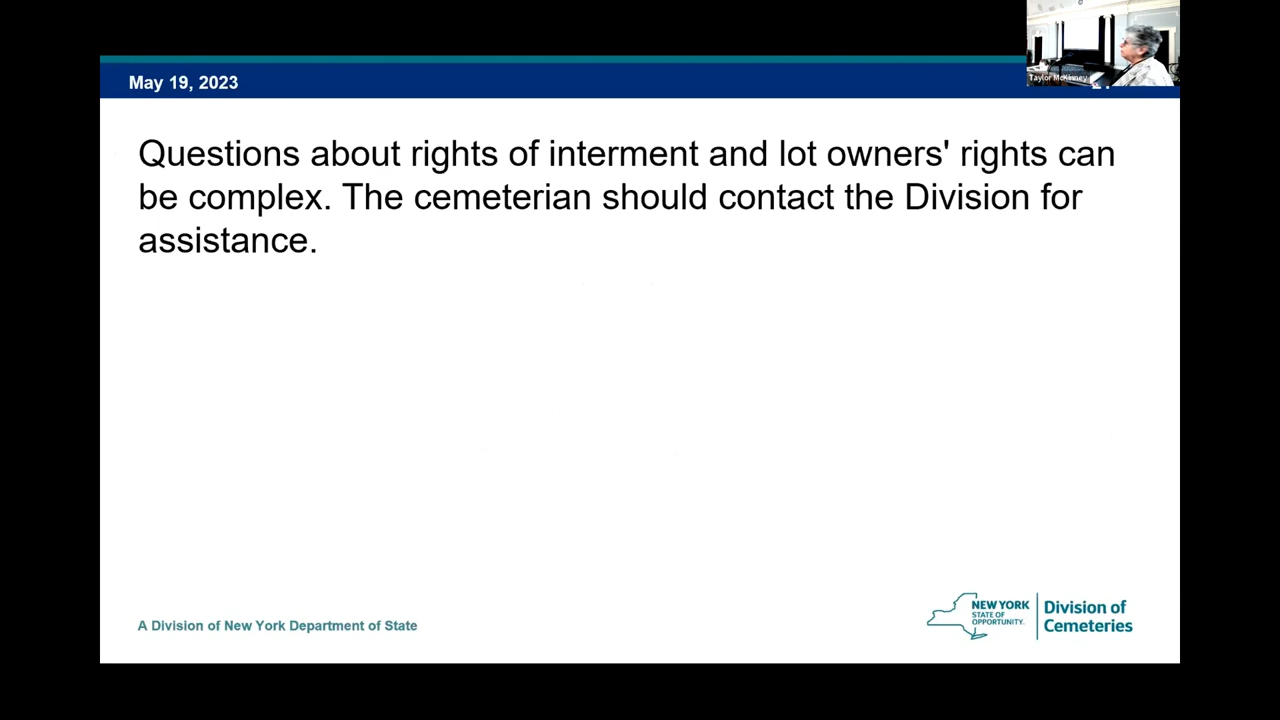 May 19, 2023
Taylor McKinney
Questions about rights of interment and lot owners' rights can
be complex. The cemeterian should contact the Division for
assistance.
A Division of New York Department of State
NEW YORK
STATE OF
OPPORTUNITY.
Division of
Cemeteries